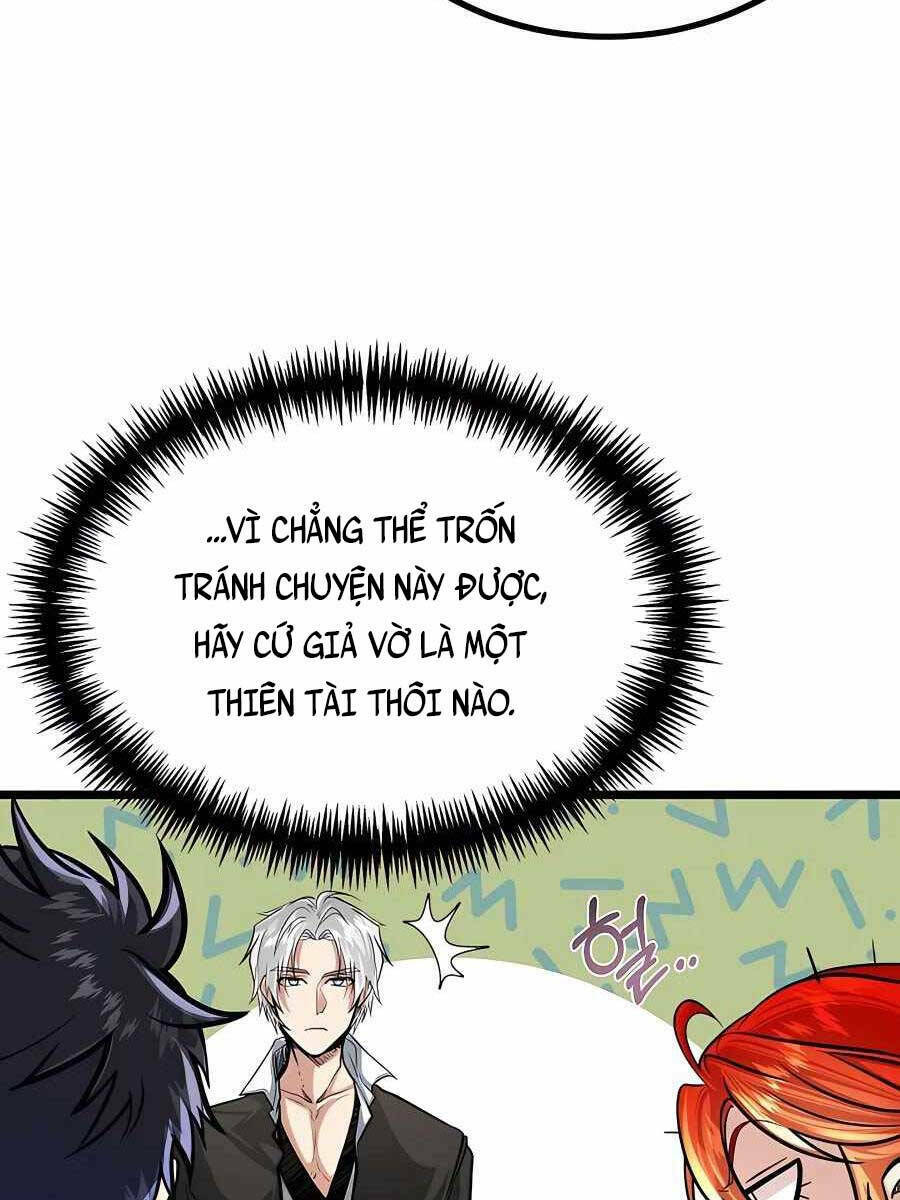 ...VÌ CHẲNG THỂ TRỐN
TRÁNH CHUYỆN NÀY ĐƯỢC,
HÃY CỨ GIẢ VỜ LÀ MỘT
THIÊN TÀI THÔI NÀO.
헐..